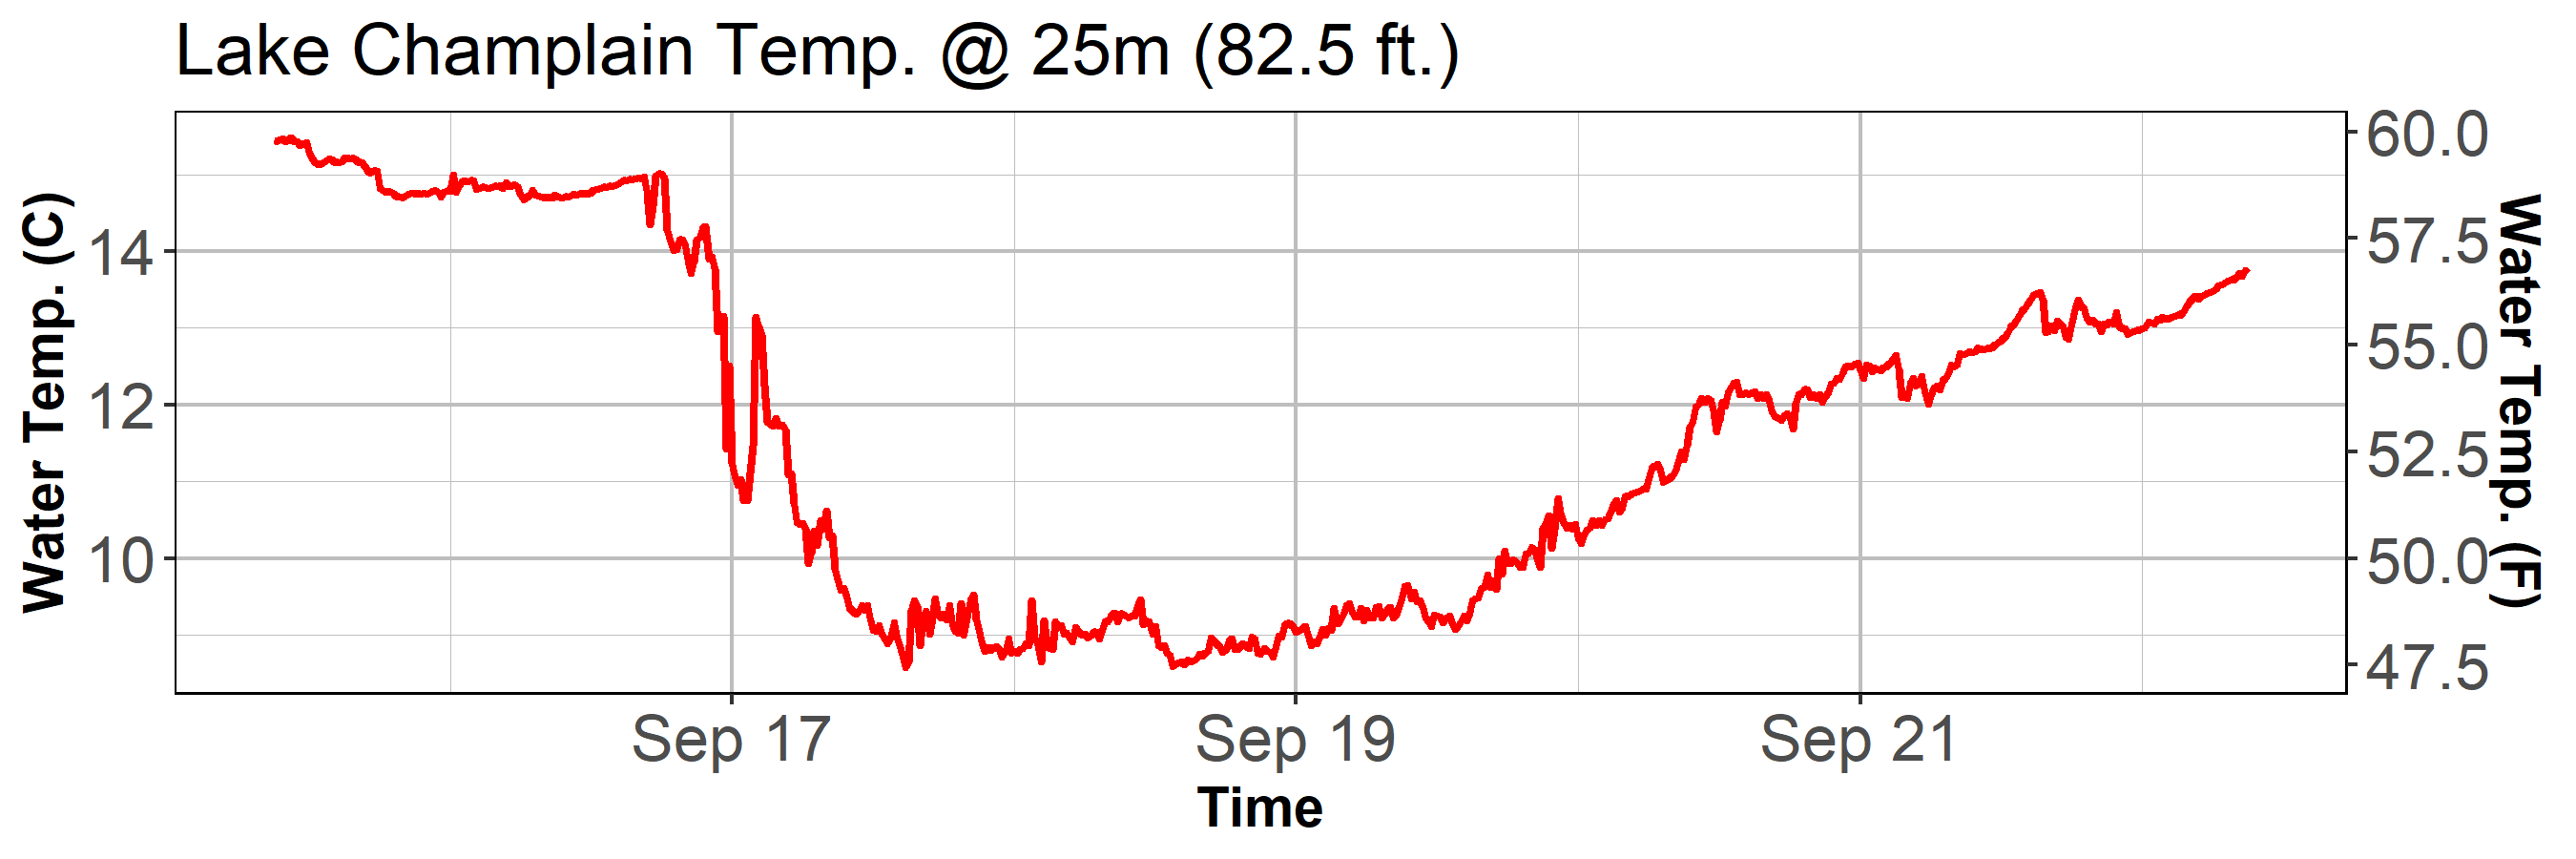 Lake Champlain Temp. @ 25m (82.5 ft.)
Water Temp. (C)
14
12
10
60.0
57.5
55.0
52.5
50.0
47.5
Water Temp. (F)
Sep 17
Sep 19
Sep 21
Time